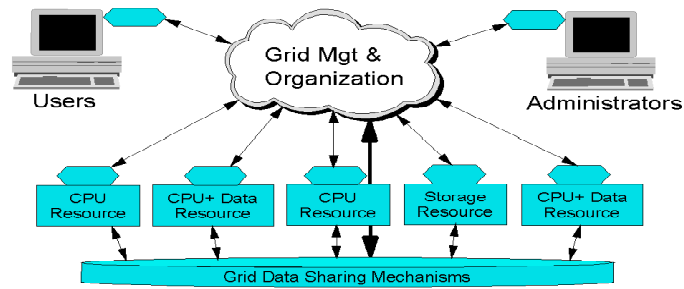 Grid Mgt &
Organization
Users
Administrators
CPU
Resource
CPU+ Data
Resource
CPU
Resource
Storage
Resource
CPU+ Data
Resource
Grid Data Sharing Mechanisms